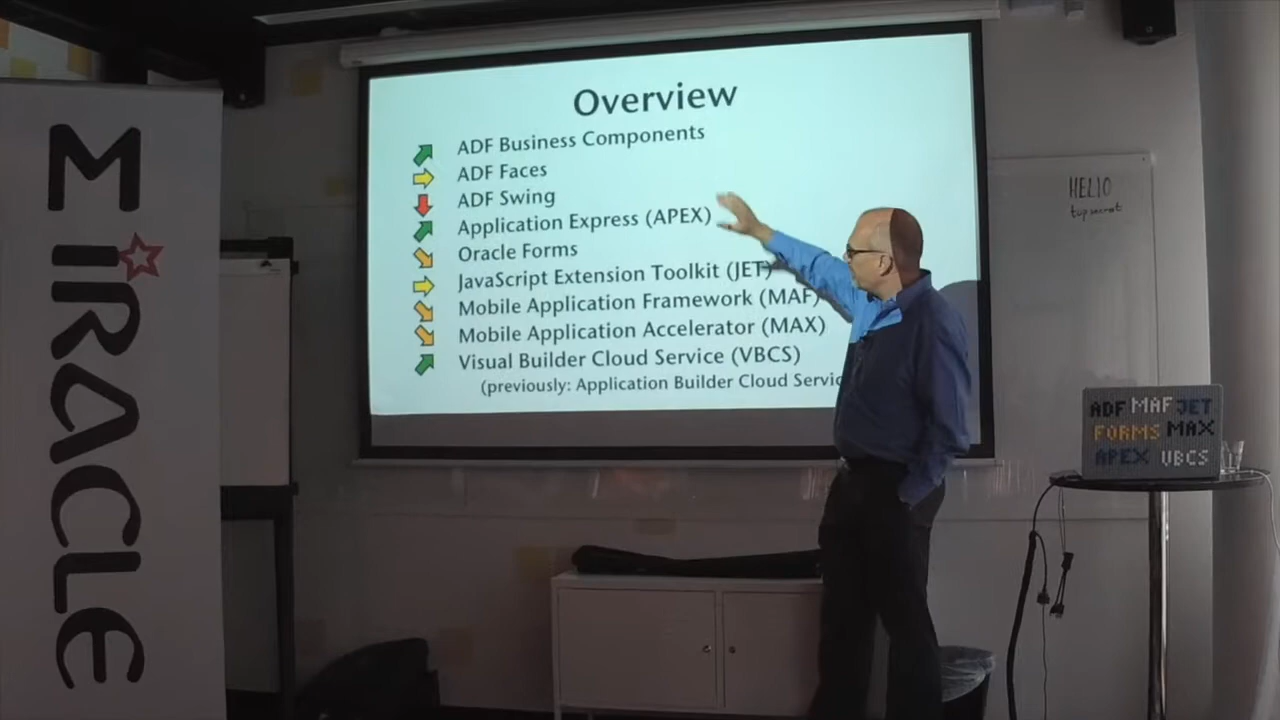 MIRACLE
Overview
ADF Business Components
ADF Faces
ADF Swing
Application Express (APEX)
Oracle Forms
JavaScript Extension Toolkit (JET)
Mobile Application Framework (MAF)
Mobile Application Accelerator (MAX)
Visual Builder Cloud Service (VBCS)
(previously: Application Builder Cloud Servic
HELLO
top secret
ADF MAF JET
FORMS MAX
APEX VBCS